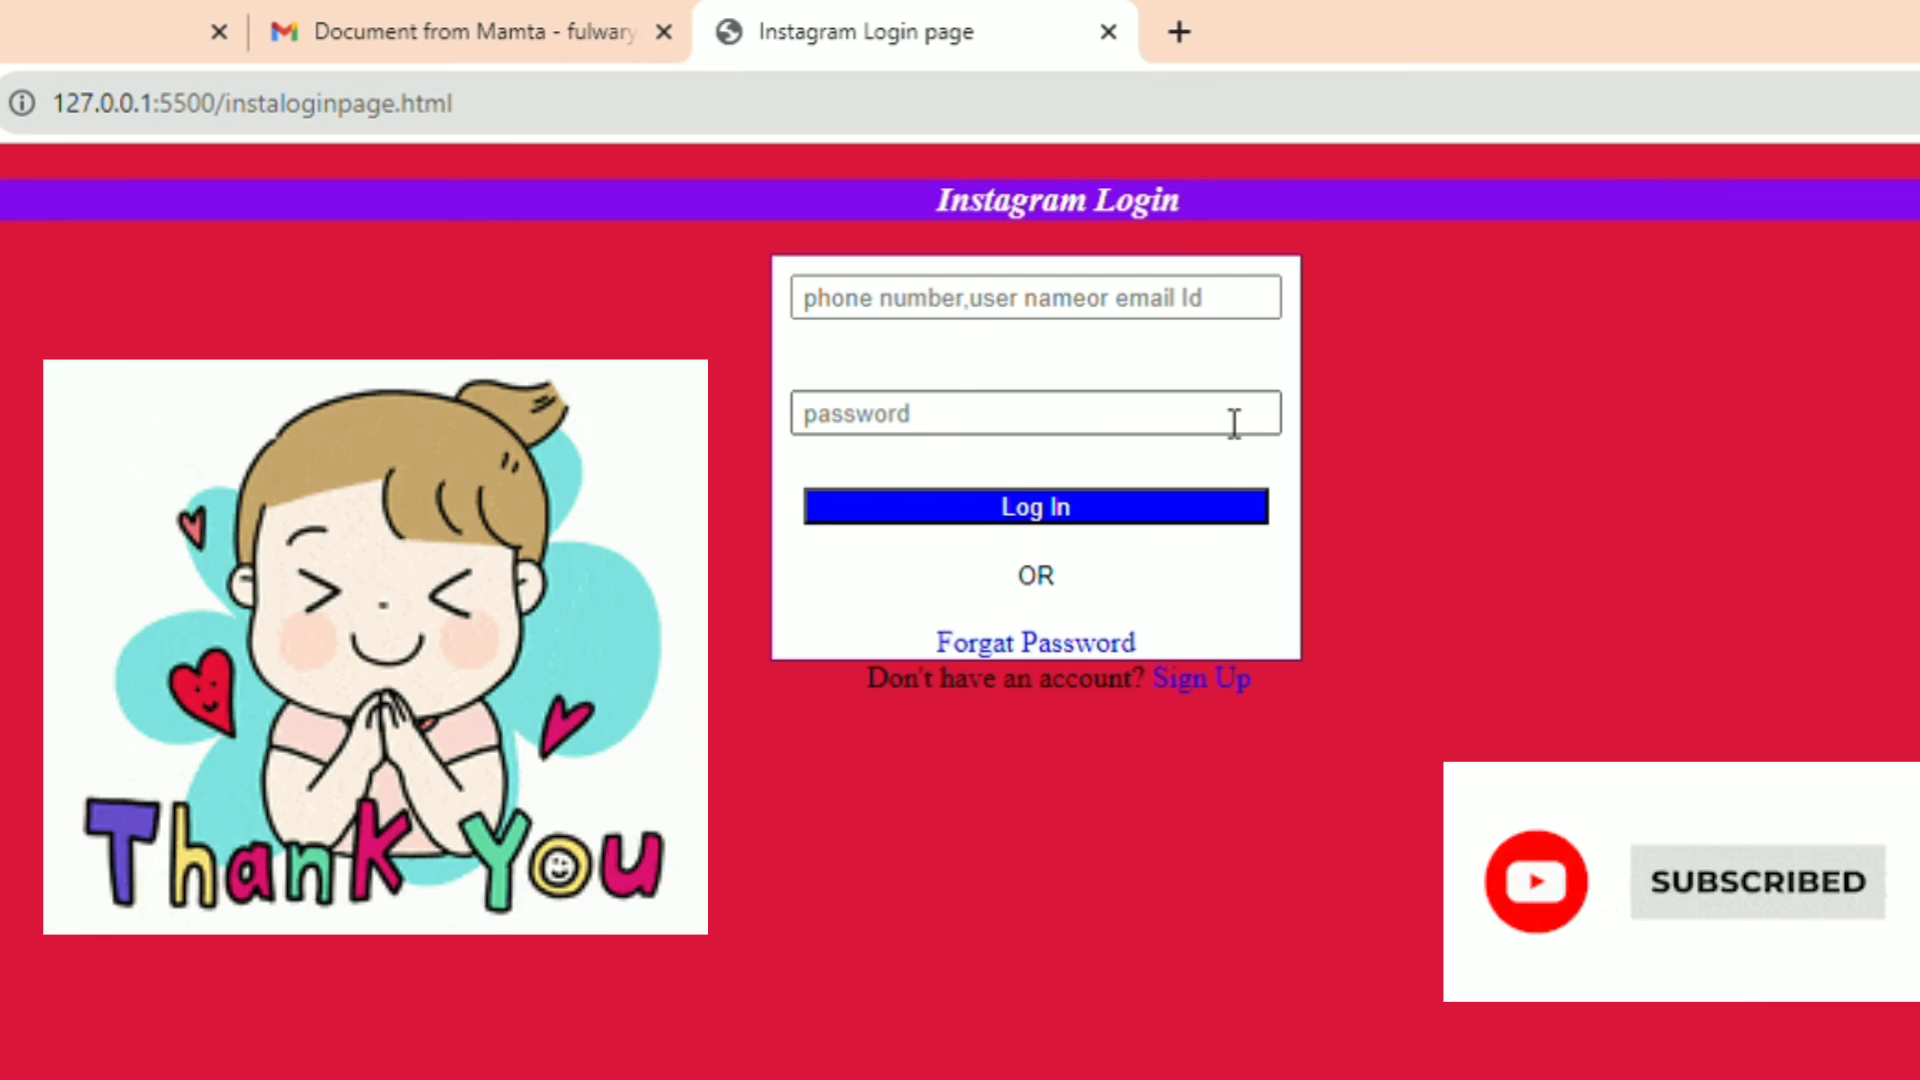 Document from Mamta - fulwary
Instagram Login page
127.0.0.1:5500/instaloginpage.html
Instagram Login
phone number,user nameor email Id
password
Log In
OR
Forgat Password
Don't have an account? Sign Up
Thank You
SUBSCRIBED